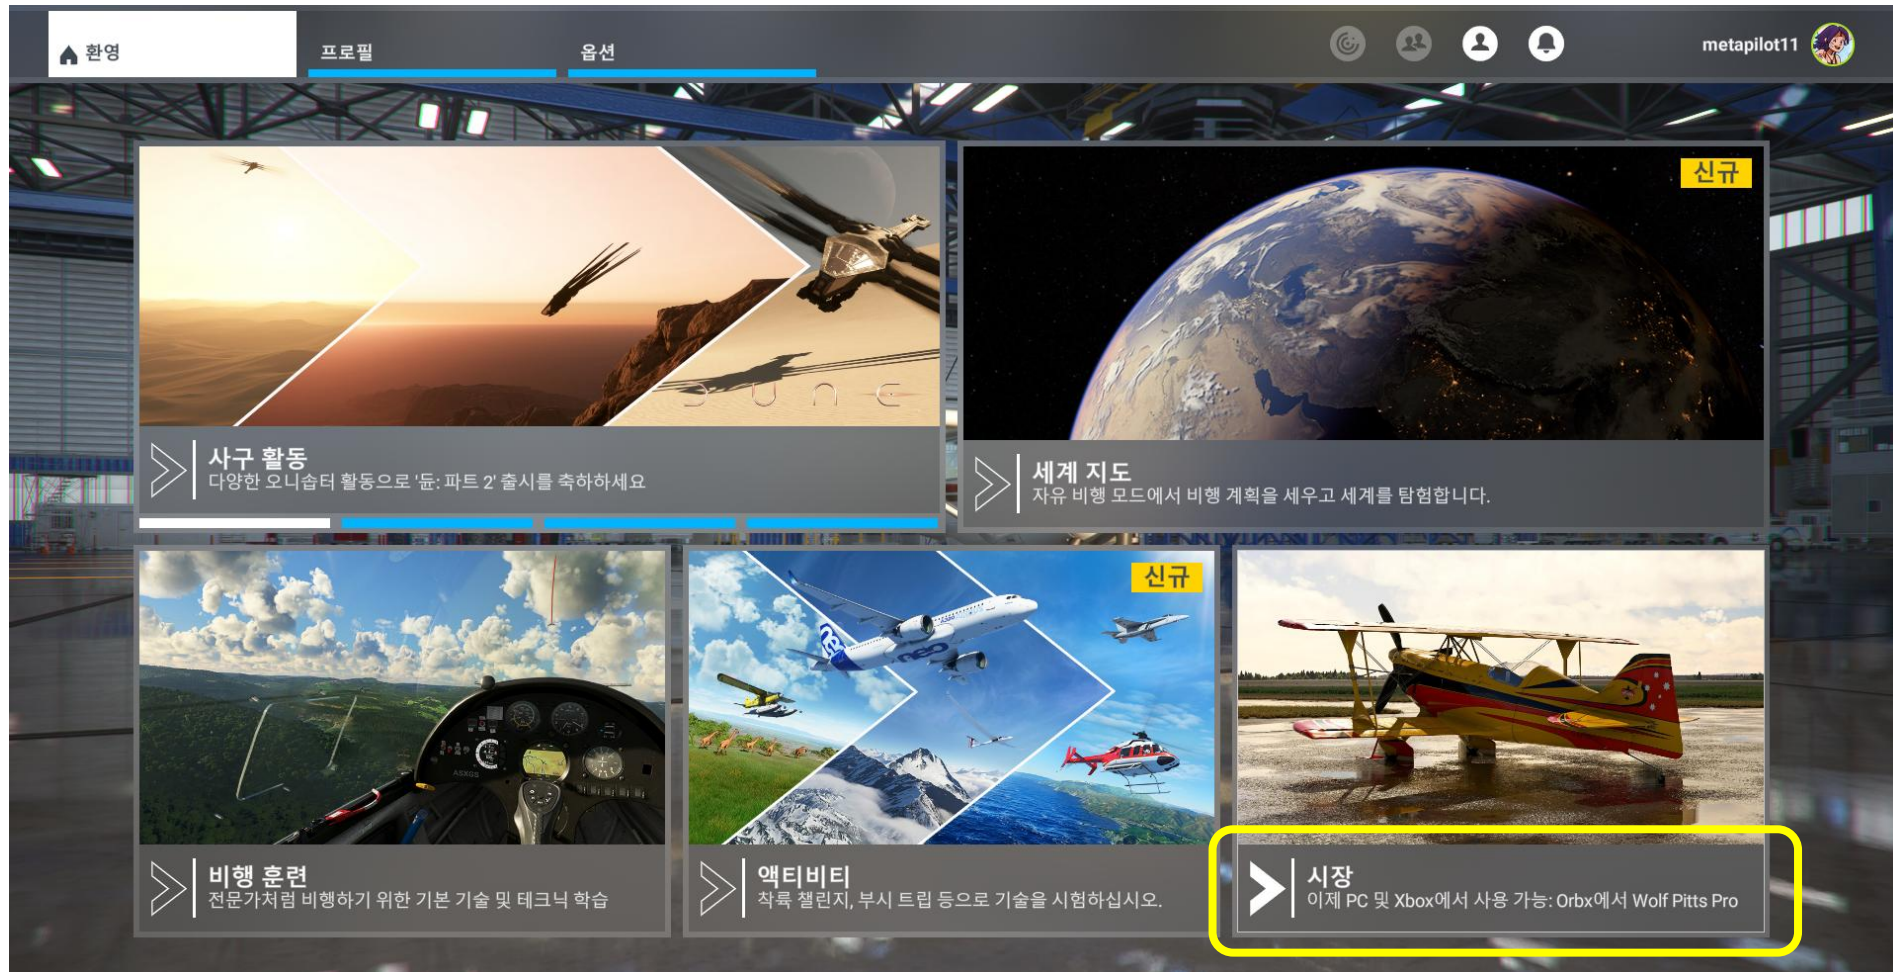 환영
프로필
옵션
metapilot11
신규
DUNE
사구 활동
다양한 오니솝터 활동으로 '듄: 파트 2' 출시를 축하하세요
세계 지도
자유 비행 모드에서 비행 계획을 세우고 세계를 탐험합니다.
신규
neo
비행 훈련
전문가처럼 비행하기 위한 기본 기술 및 테크닉 학습
액티비티
착륙 챌린지, 부시 트립 등으로 기술을 시험하십시오.
시장
이제 PC 및 Xbox에서 사용 가능: Orbx에서 Wolf Pitts Pro